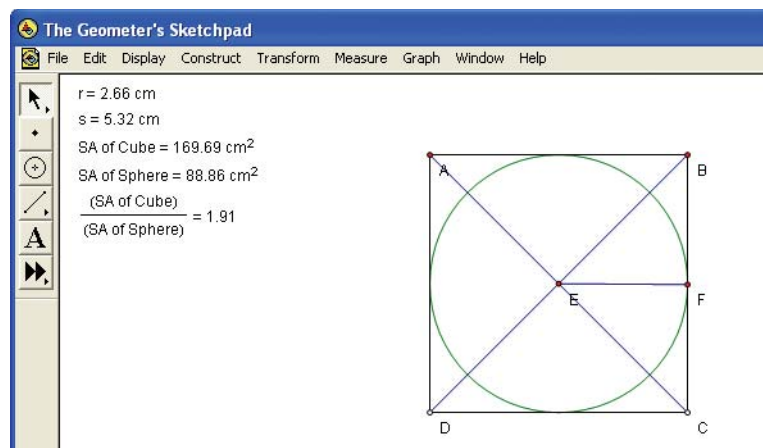 The Geometer's Sketchpad
File Edit Display Construct Transform Measure Graph Window Help
r = 2.66 cm
s = 5.32 cm
SA of Cube = 169.69 cm²
SA of Sphere = 88.86 cm²
(SA of Cube)
(SA of Sphere) = 1.91
A
A B
E F
D C